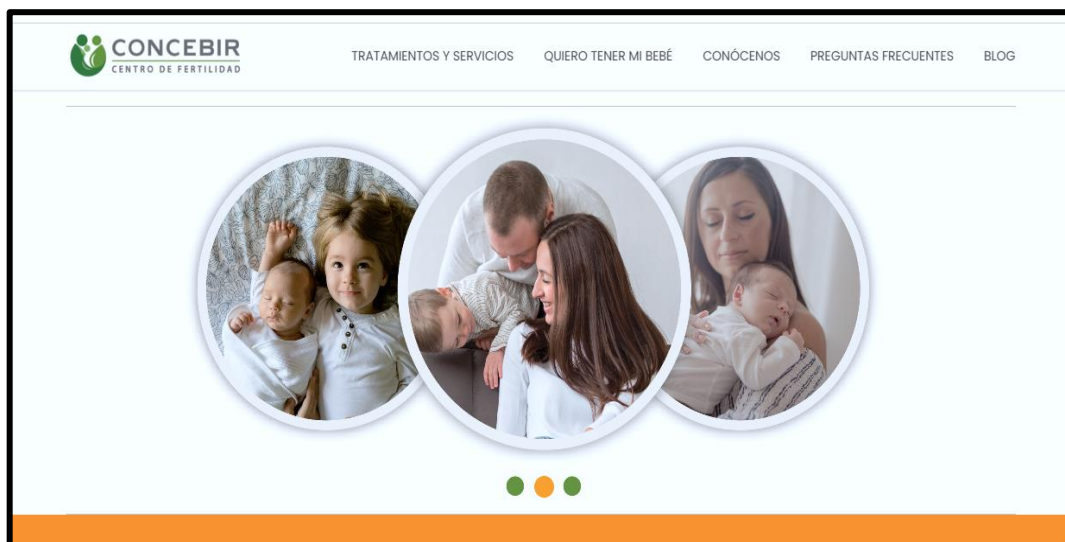 CONCEBIR
CENTRO DE FERTILIDAD
TRATAMIENTOS Y SERVICIOS QUIERO TENER MI BEBÉ CONÓCENOS PREGUNTAS FRECUENTES BLOG